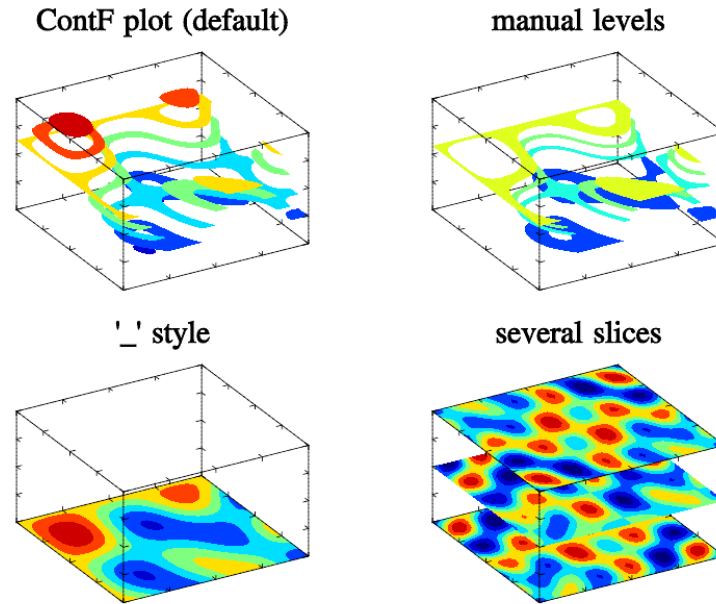 ContF plot (default)
manual levels
'_' style
several slices